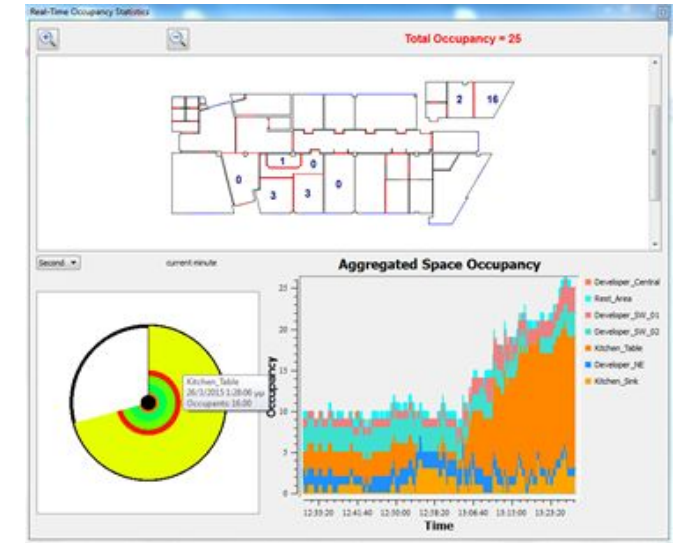 Real-Time Occupancy Statistics
Total Occupancy = 25
2 16
1 0
0 3 3 0
Second..
current minute
Aggregated Space Occupancy
25
20
15
10
5
0
Occupancy
Kitchen_Table
26/3/2015 1:28:06 μμ
Occupants: 16.00
12:33:20 12:41:40 12:50:00 12:58:20 13:06:40 13:15:00 13:23:20
Time
Developer_Central
Rest_Area
Developer_SW_01
Developer_SW_02
Kitchen_Table
Developer_NE
Kitchen_Sink